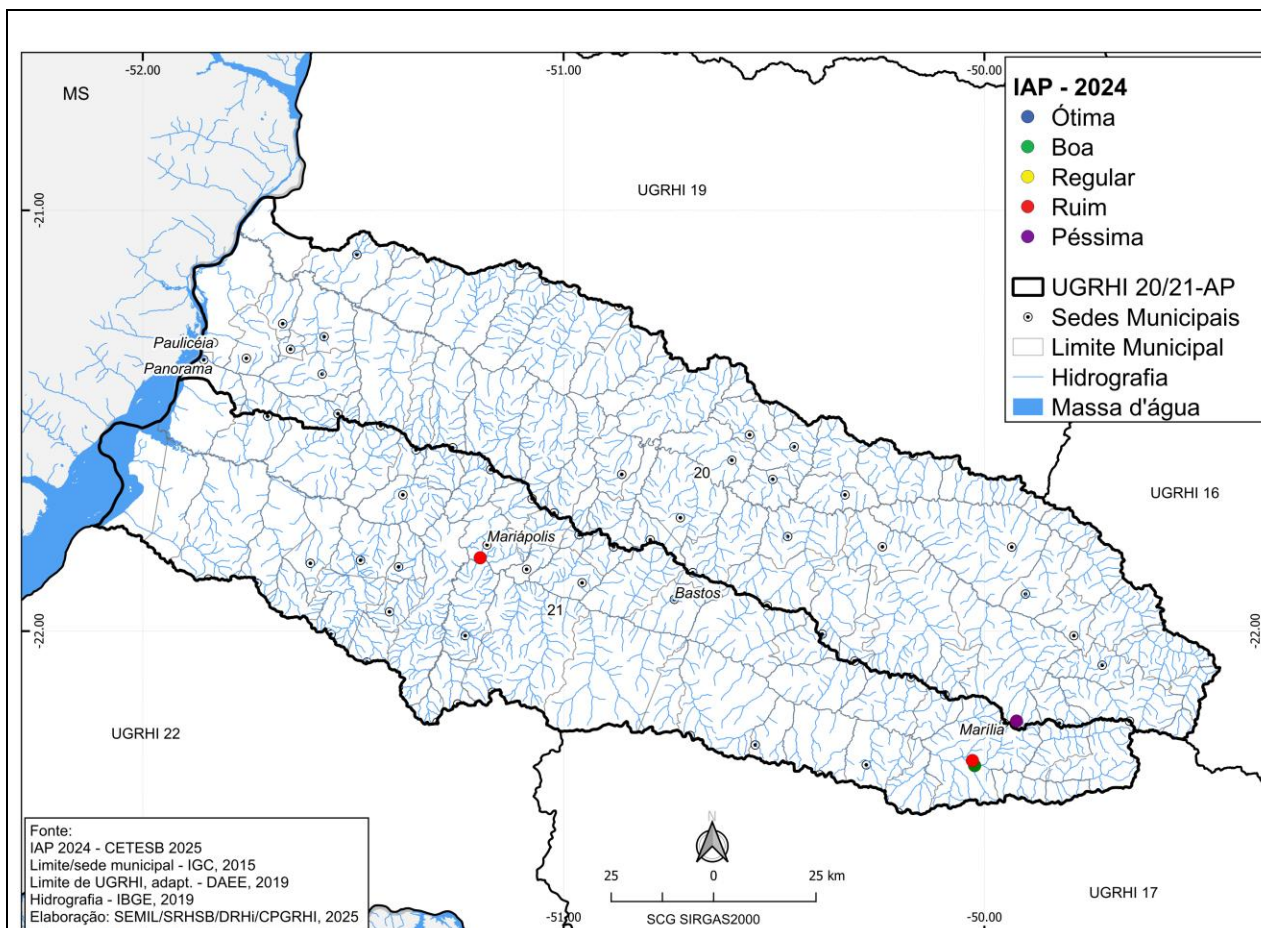 -52.00
-51.00
-50.00
MS
IAP - 2024
Ótima
Boa
Regular
Ruim
Péssima
UGRHI 20/21-AP
Sedes Municipais
Limite Municipal
Hidrografia
Massa d'água
UGRHI 19
-21.00
Paulicéia
Panorama
20
UGRHI 16
Mariápolis
Bastos
21
-22.00
-22.00
UGRHI 22
Marília
N
Fonte:
IAP 2024 - CETESB 2025
Limite/sede municipal - IGC, 2015
Limite de UGRHI, adapt. - DAEE, 2019
Hidrografia - IBGE, 2019
Elaboração: SEMIL/SRHSB/DRHi/CPGRHI, 2025
25 0 25 km
SCG SIRGAS2000
UGRHI 17
-51.00
-50.00